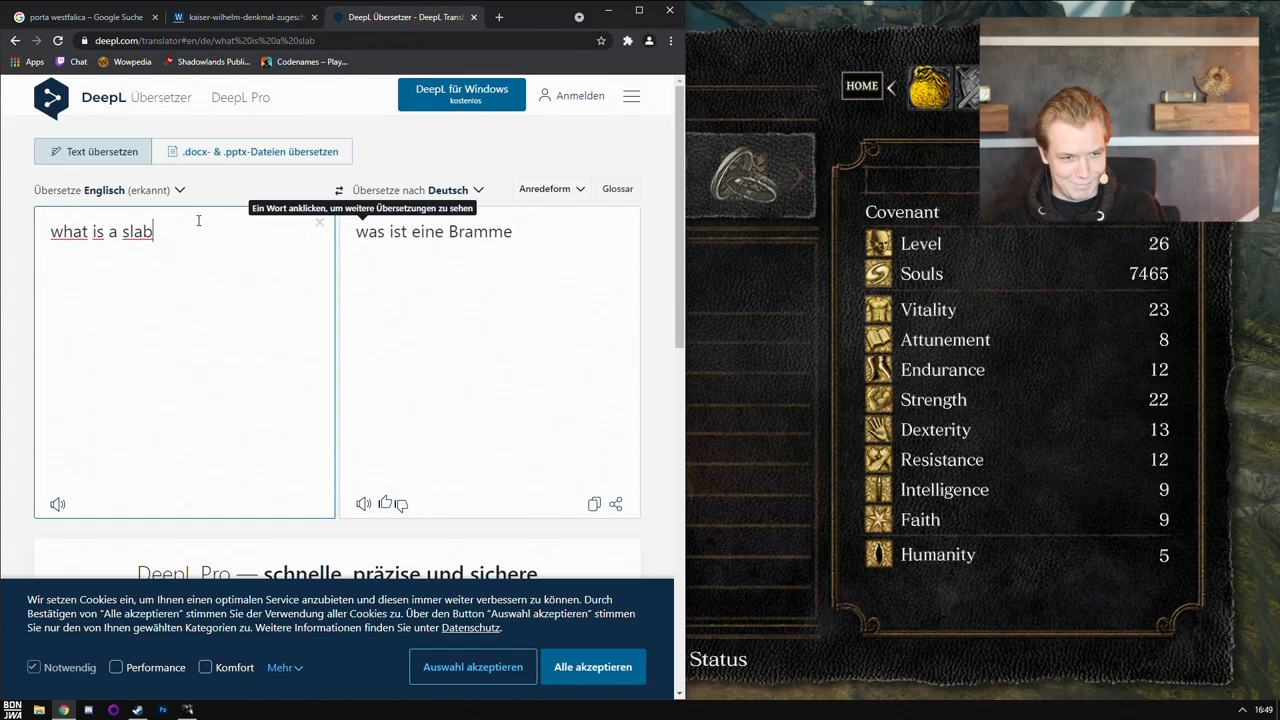 porta westfalica – Google Suche
kaiser-wilhelm-denkmal-zugesch
DeepL Übersetzer - DeepL Trans
deepl.com/translator#en/de/what%20is%20a%20slab
Apps
Chat
Wowpedia
Shadowlands Publi...
Codenames – Play...
DeepL Übersetzer
DeepL Pro
DeepL für Windows
kostenlos
Anmelden
Text übersetzen
.docx- & .pptx-Dateien übersetzen
Übersetze Englisch (erkannt)
Übersetze nach Deutsch
Anredeform
Glossar
Ein Wort anklicken, um weitere Übersetzungen zu sehen
what is a slab
was ist eine Bramme
DeepL Pro — schnelle, präzise und sichere
Wir setzen Cookies ein, um Ihnen einen optimalen Service anzubieten und diesen immer weiter verbessern zu können. Durch
Bestätigen von "Alle akzeptieren" stimmen Sie der Verwendung aller Cookies zu. Über den Button "Auswahl akzeptieren" stimmen
Sie nur den von Ihnen gewählten Kategorien zu. Weitere Informationen finden Sie unter Datenschutz.
Notwendig
Performance
Komfort
Mehr
Auswahl akzeptieren
Alle akzeptieren
HOME
Covenant
Level 26
Souls 7465
Vitality 23
Attunement 8
Endurance 12
Strength 22
Dexterity 13
Resistance 12
Intelligence 9
Faith 9
Humanity 5
Status
BON
JWA
16:49